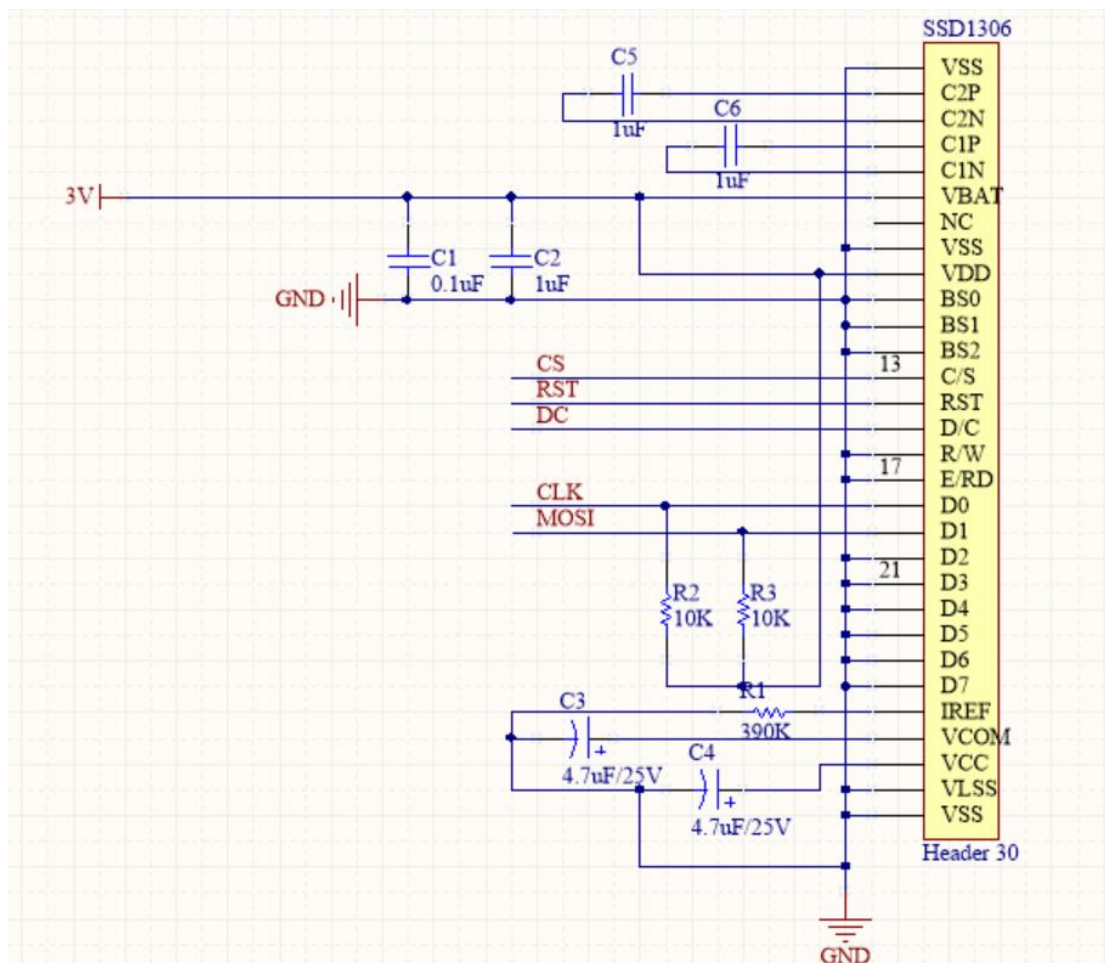 SSD1306
VSS
C5
C2P
1uF
C2N
C6
C1P
1uF
C1N
3V
VBAT
NC
VSS
C1
0.1uF
C2
1uF
VDD
GND
BS0
BS1
BS2
CS
13
C/S
RST
RST
DC
D/C
R/W
17
E/RD
CLK
D0
MOSI
D1
D2
21
D3
R2
10K
R3
10K
D4
D5
D6
D7
R1
390K
IREF
C3
4.7uF/25V
VCOM
C4
4.7uF/25V
VCC
VLSS
VSS
Header 30
GND